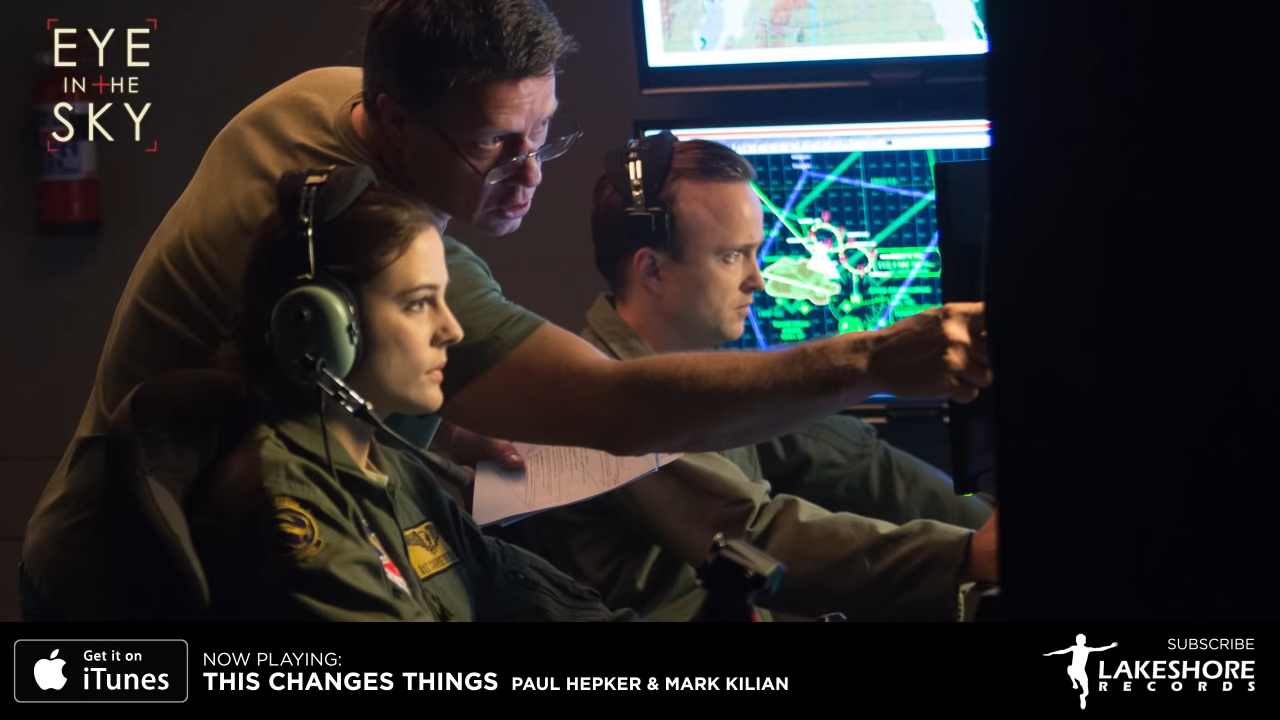 EYE
IN THE
SKY
Get it on
iTunes
NOW PLAYING:
THIS CHANGES THINGS PAUL HEPKER & MARK KILIAN
SUBSCRIBE
LAKESHORE
RECORDS